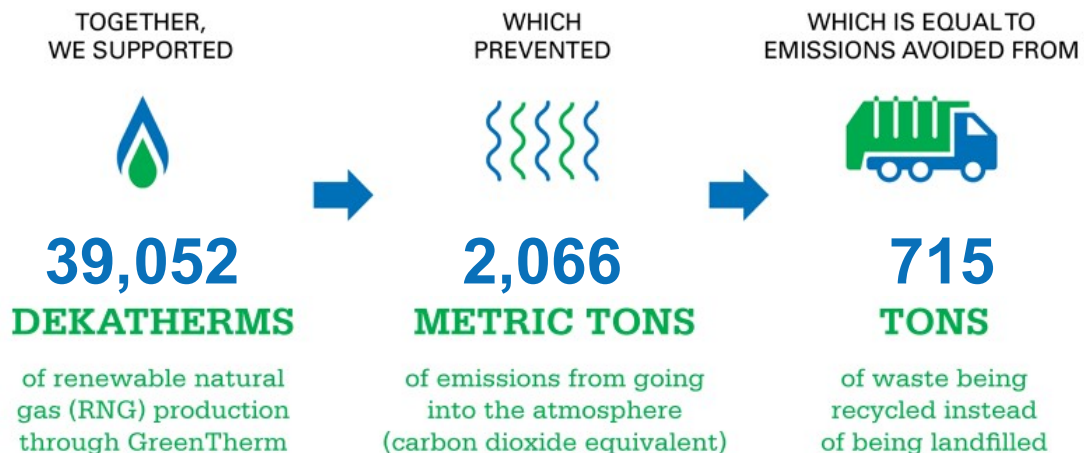 TOGETHER,
WE SUPPORTED
39,052
DEKATHERMS
of renewable natural
gas (RNG) production
through GreenTherm
WHICH
PREVENTED
2,066
METRIC TONS
of emissions from going
into the atmosphere
(carbon dioxide equivalent)
WHICH IS EQUAL TO
EMISSIONS AVOIDED FROM
715
TONS
of waste being
recycled instead
of being landfilled